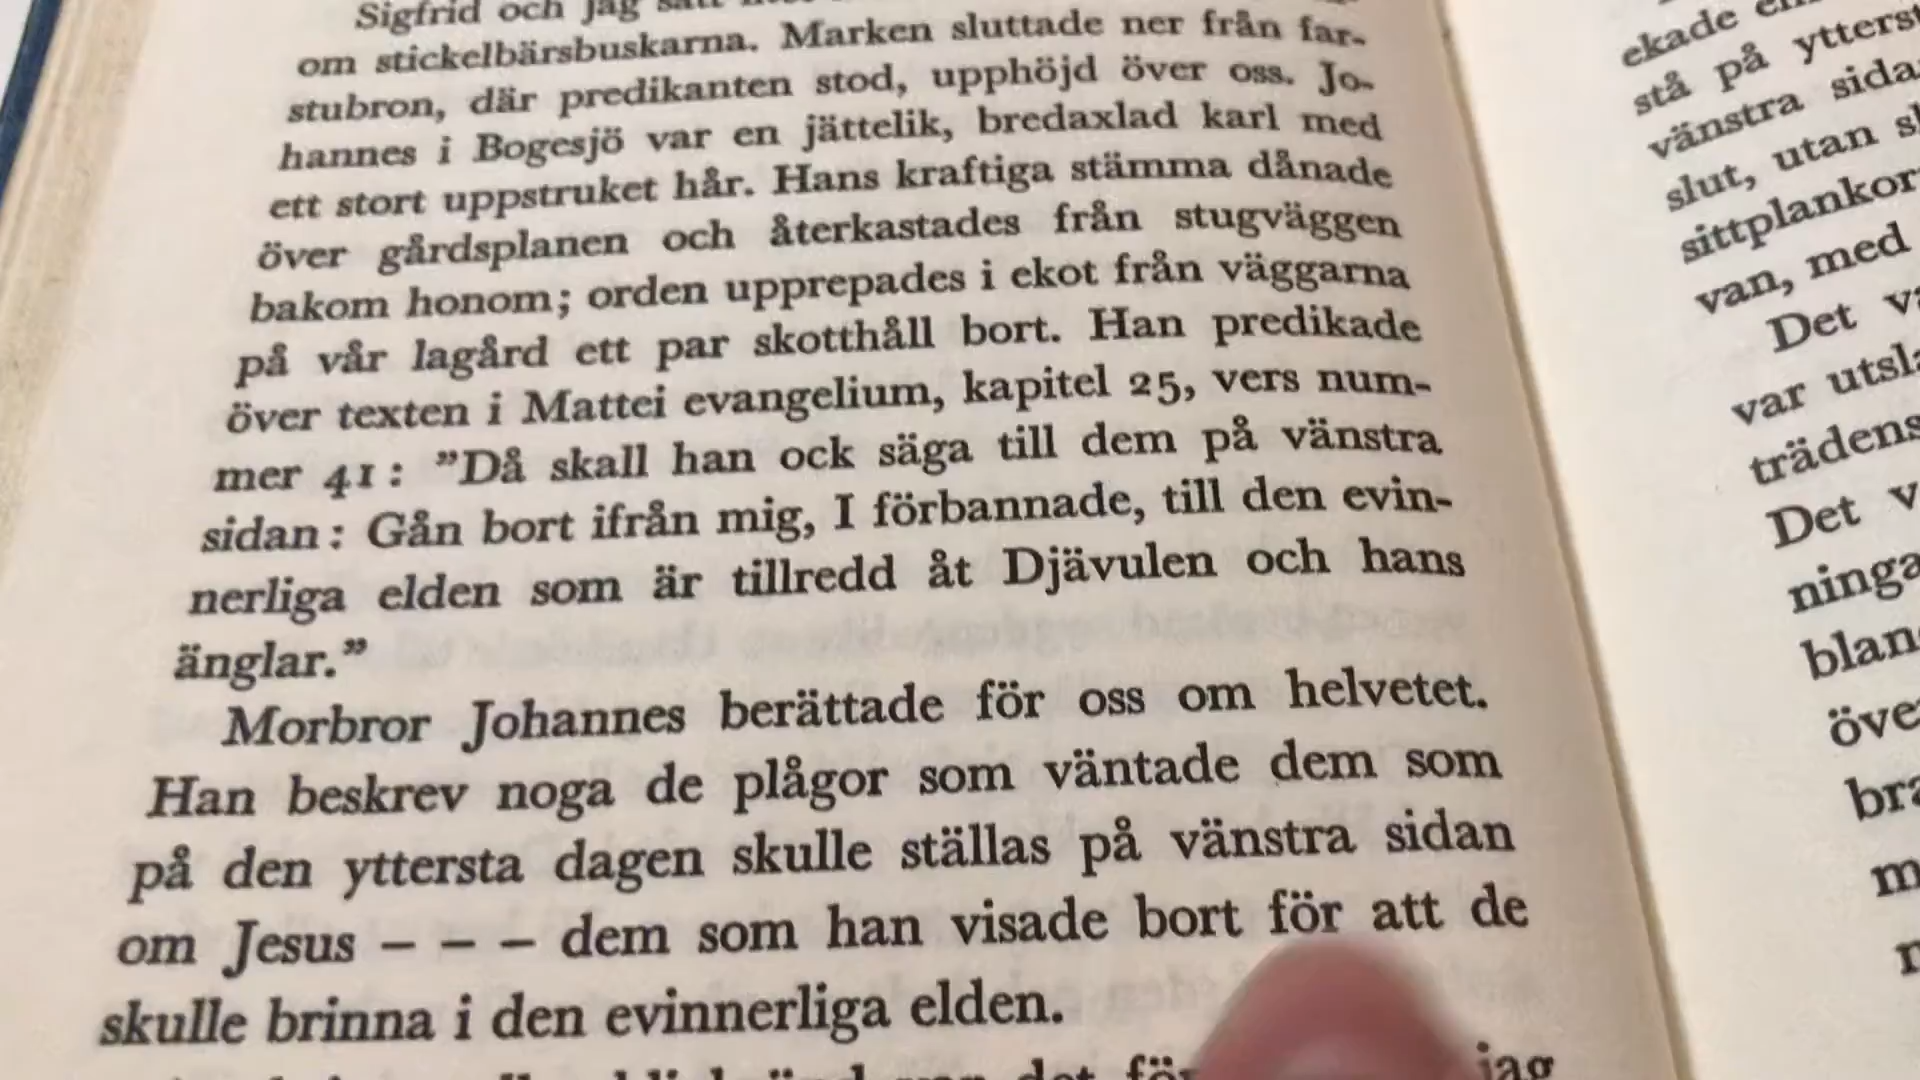 Sigfrid och jag satt
om stickelbärsbuskarna. Marken sluttade ner från far-
stubron, där predikanten stod, upphöjd över oss. Jo-
hannes i Bogesjö var en jättelik, bredaxlad karl med
ett stort uppstruket hår. Hans kraftiga stämma dånade
över gårdsplanen och återkastades från stugväggen
bakom honom; orden upprepades i ekot från väggarna
på vår lagård ett par skotthåll bort. Han predikade
över texten i Mattei evangelium, kapitel 25, vers num-
mer 41: ”Då skall han ock säga till dem på vänstra
sidan: Gån bort ifrån mig, I förbannade, till den evin-
nerliga elden som är tillredd åt Djävulen och hans
änglar.”
Morbror Johannes berättade för oss om helvetet.
Han beskrev noga de plågor som väntade dem som
på den yttersta dagen skulle ställas på vänstra sidan
om Jesus – – – dem som han visade bort för att de
skulle brinna i den evinnerliga elden.
jag
ekade
stå på ytterst
vänstra sida
slut, utan
sittplankor
van, med
Det
var utsla
trädens
Det v
ninga
blan
öve
bra
m